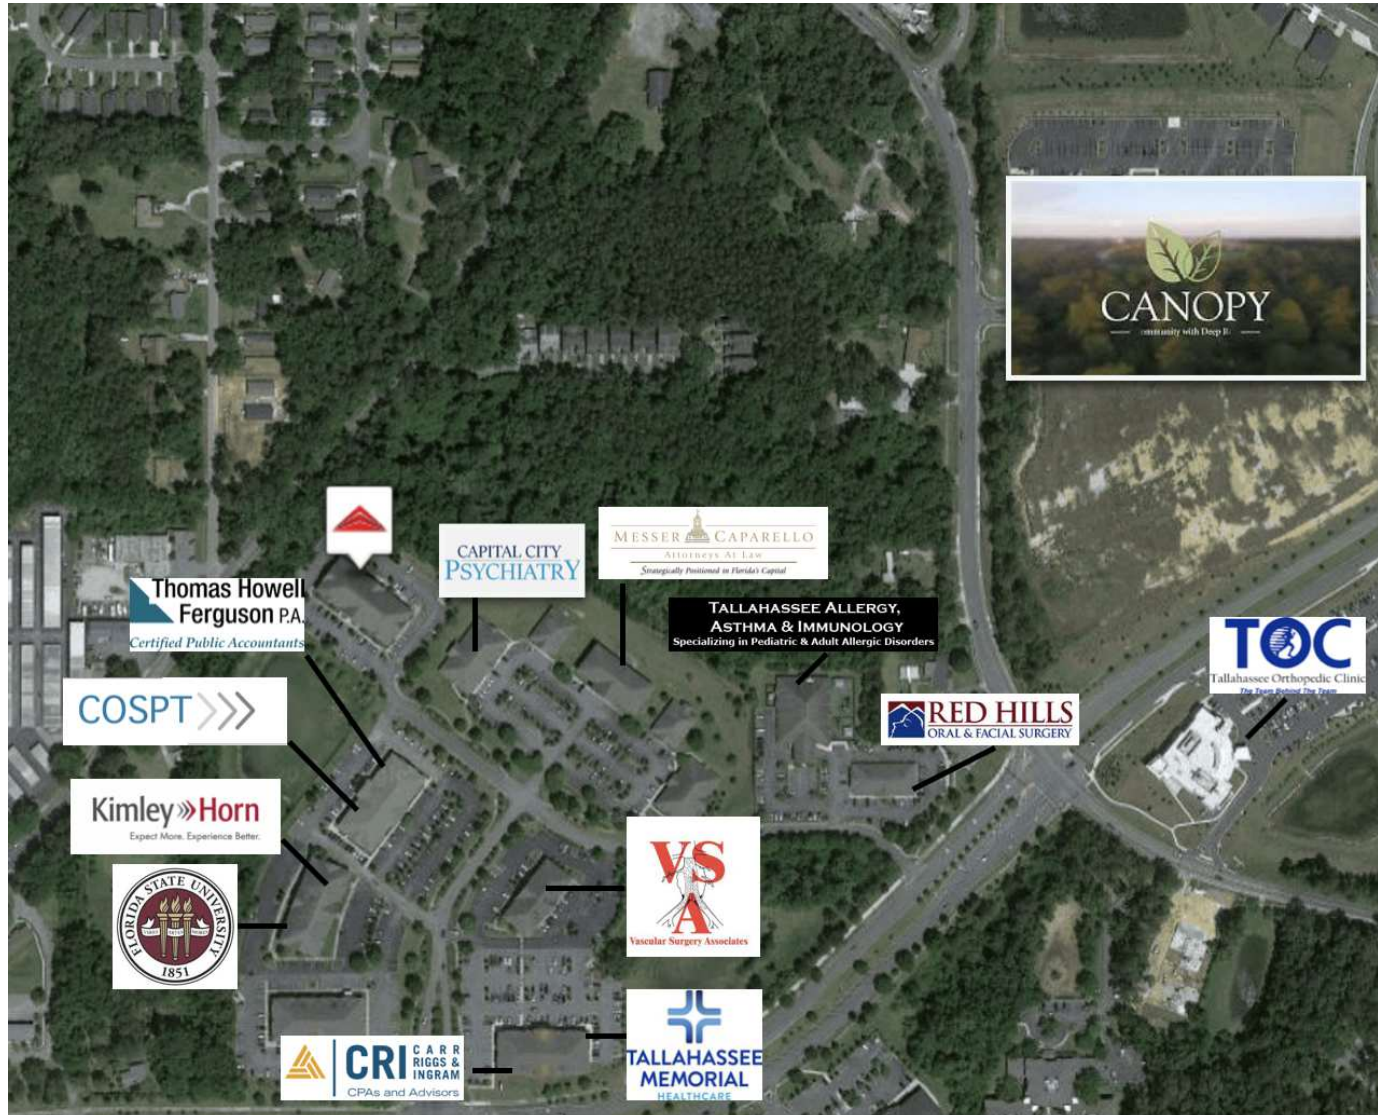 CANOPY
CAPITAL CITY
PSYCHIATRY
MESSER CAPARELLO
Attorneys At Law
Strategically Positioned in Florida's Capital
Thomas Howell
Ferguson P.A.
Certified Public Accountants
TALLAHASSEE ALLERGY,
ASTHMA & IMMUNOLOGY
Specializing in Pediatric & Adult Allergic Disorders
TOC
Tallahassee Orthopedic Clinic
The Team Behind The Team
COSPT
RED HILLS
ORAL & FACIAL SURGERY
Kimley»Horn
Expect More. Experience Better.
VSA
Vascular Surgery Associates
FLORIDA STATE UNIVERSITY
1851
CRI CARR
RIGGS &
INGRAM
CPAs and Advisors
TALLAHASSEE
MEMORIAL
HEALTHCARE